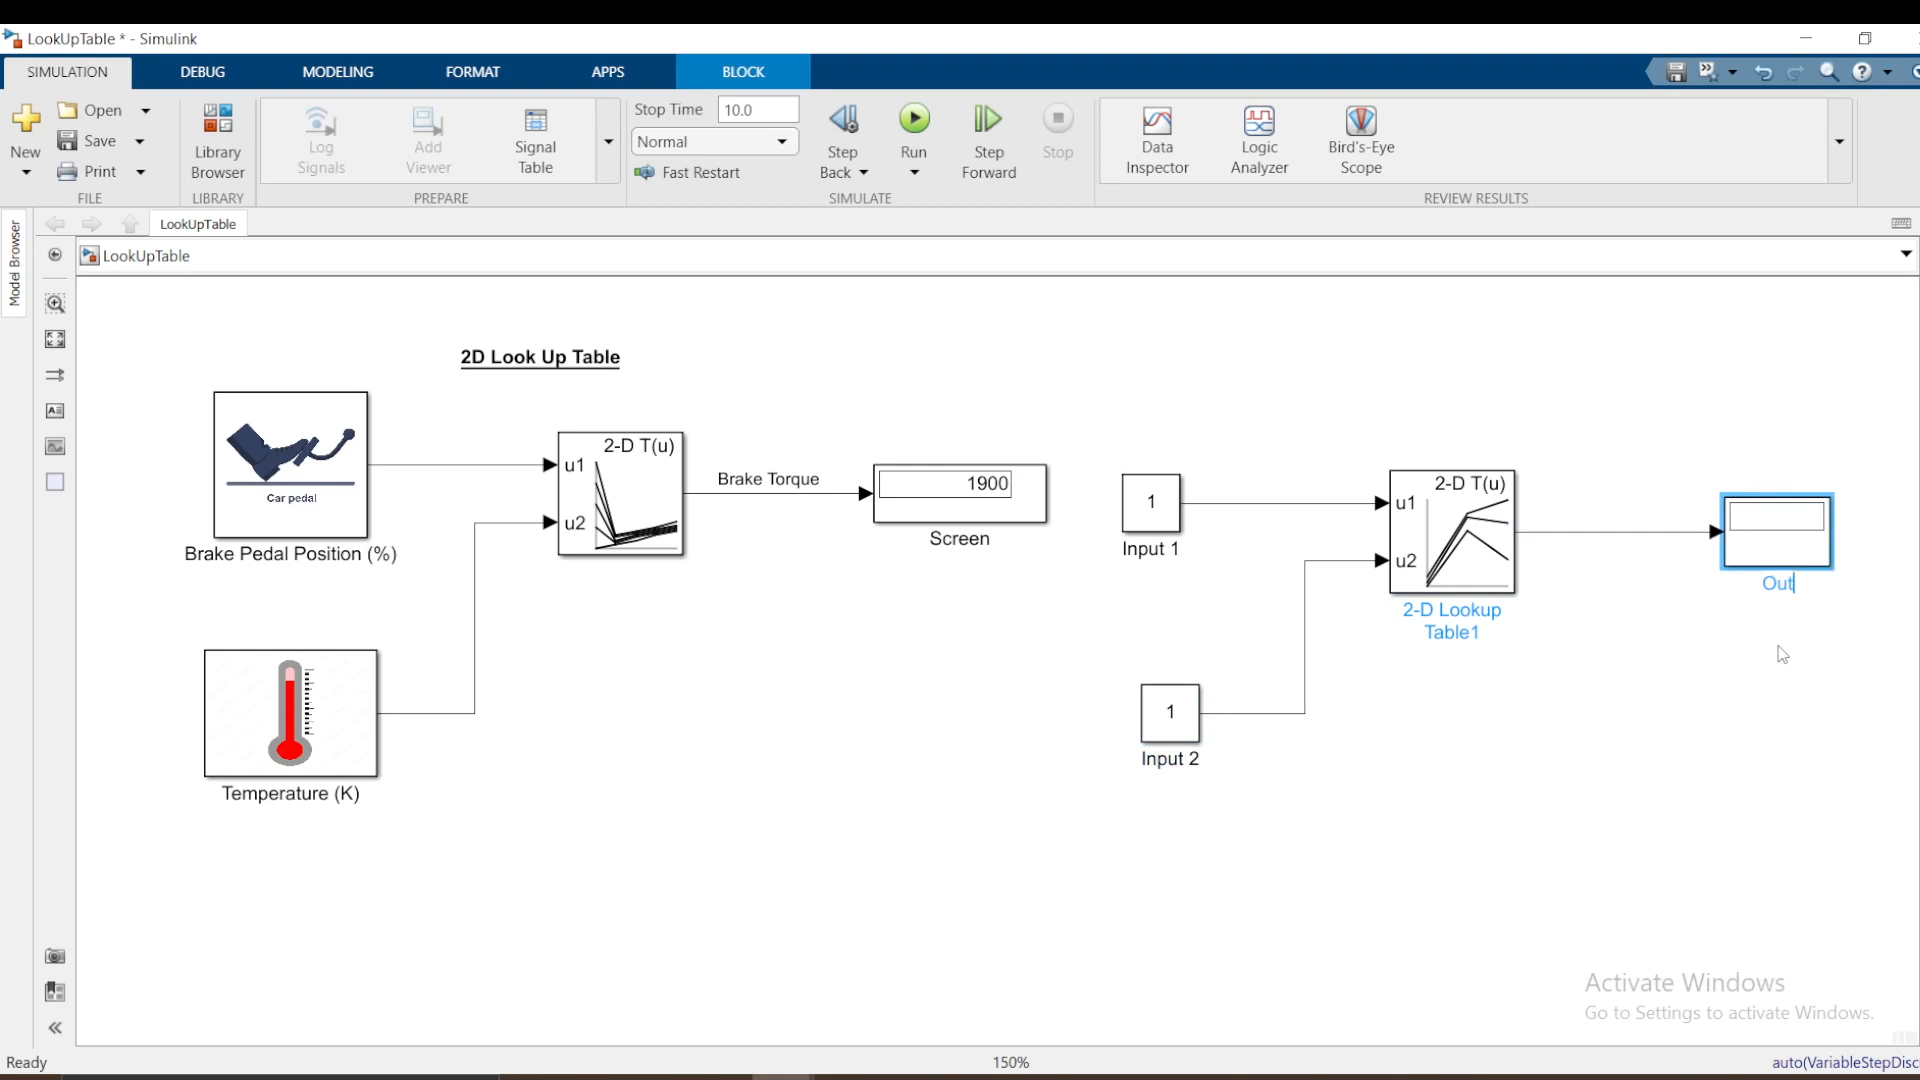 LookUpTable * - Simulink
SIMULATION
DEBUG
MODELING
FORMAT
APPS
BLOCK
New
Open
Save
Print
FILE
Library
Browser
LIBRARY
Log
Signals
Add
Viewer
Signal
Table
PREPARE
Stop Time 10.0
Normal
Fast Restart
Step
Back
Run
Step
Forward
Stop
SIMULATE
Data
Inspector
Logic
Analyzer
Bird's-Eye
Scope
REVIEW RESULTS
Model Browser
LookUpTable
LookUpTable
2D Look Up Table
Car pedal
Brake Pedal Position (%)
Temperature (K)
2-D T(u)
u1
u2
Brake Torque
1900
Screen
1
Input 1
1
Input 2
2-D T(u)
u1
u2
2-D Lookup
Table1
Out
Activate Windows
Go to Settings to activate Windows.
Ready
150%
auto(VariableStepDisc